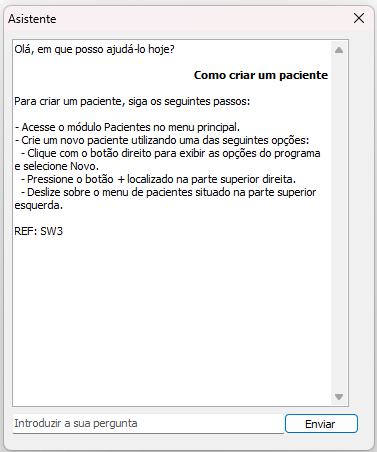 Asistente
Olá, em que posso ajudá-lo hoje?
Como criar um paciente
Para criar um paciente, siga os seguintes passos:
- Acesse o módulo Pacientes no menu principal.
- Crie um novo paciente utilizando uma das seguintes opções:
- Clique com o botão direito para exibir as opções do programa
e selecione Novo.
- Pressione o botão + localizado na parte superior direita.
- Deslize sobre o menu de pacientes situado na parte superior
esquerda.
REF: SW3
Introduzir a sua pergunta
Enviar